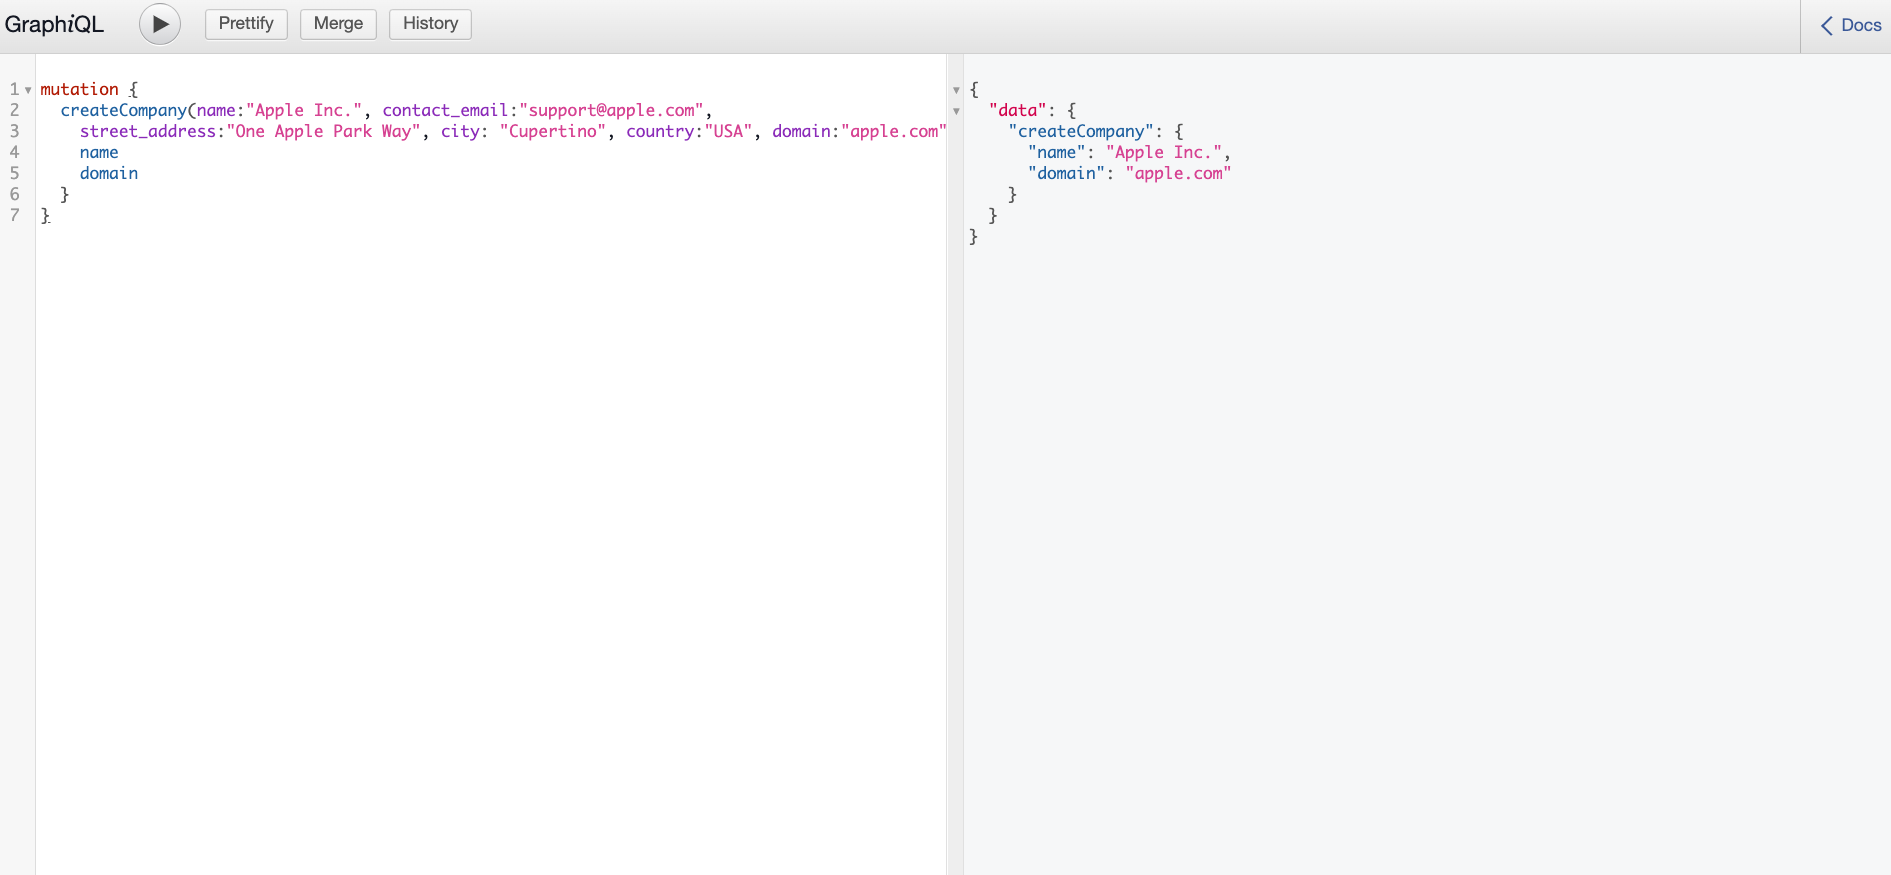 GraphiQL Prettify Merge History Docs
1 mutation {
2 createCompany(name:"Apple Inc.", contact_email:"support@apple.com",
3 street_address:"One Apple Park Way", city: "Cupertino", country:"USA", domain:"apple.com"
4 name
5 domain
6 }
7 }
{
"data": {
"createCompany": {
"name": "Apple Inc.",
"domain": "apple.com"
}
}
}